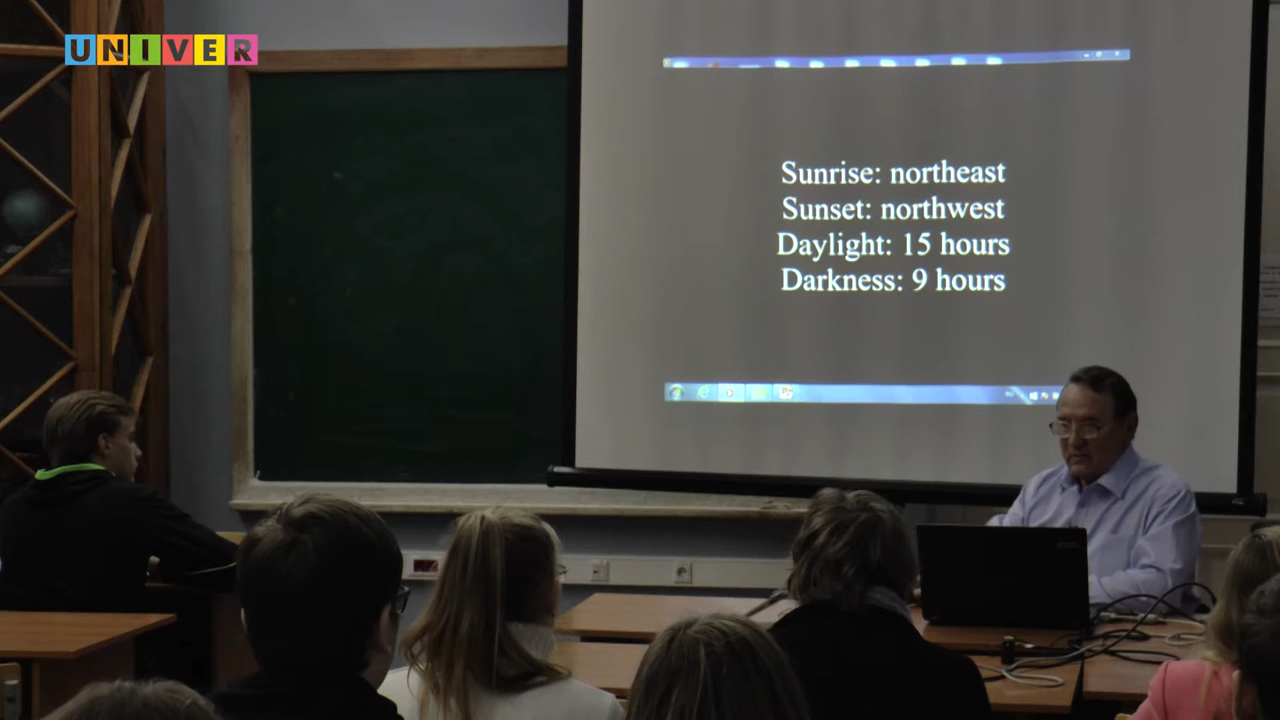 UNIVER
Sunrise: northeast
Sunset: northwest
Daylight: 15 hours
Darkness: 9 hours